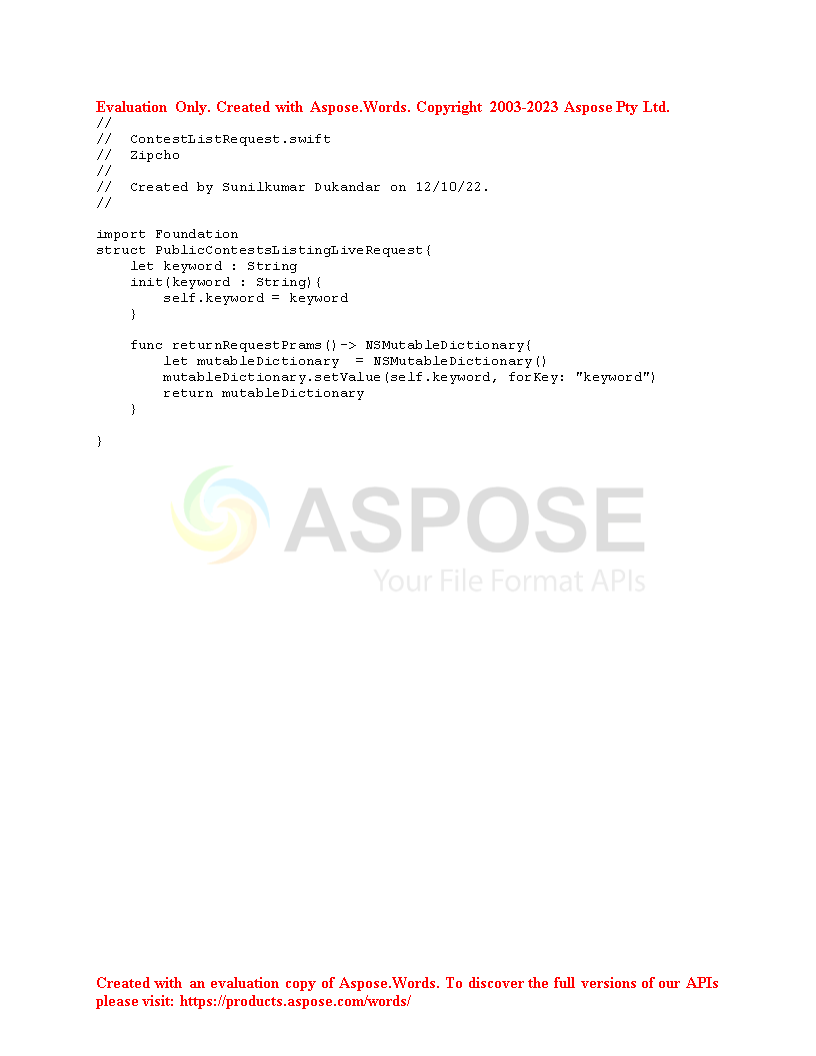 Evaluation Only. Created with Aspose.Words. Copyright 2003-2023 Aspose Pty Ltd.
//
//  ContestListRequest.swift
//  Zipcho
//
//  Created by Sunilkumar Dukandar on 12/10/22.
//

import Foundation
struct PublicContestsListingLiveRequest{
    let keyword : String
    init(keyword : String){
        self.keyword = keyword
    }

    func returnRequestPrams()-> NSMutableDictionary{
        let mutableDictionary  = NSMutableDictionary()
        mutableDictionary.setValue(self.keyword, forKey: "keyword")
        return mutableDictionary
    }

}
ASPOSE
Your File Format APIs
Created with an evaluation copy of Aspose.Words. To discover the full versions of our APIs
please visit: https://products.aspose.com/words/